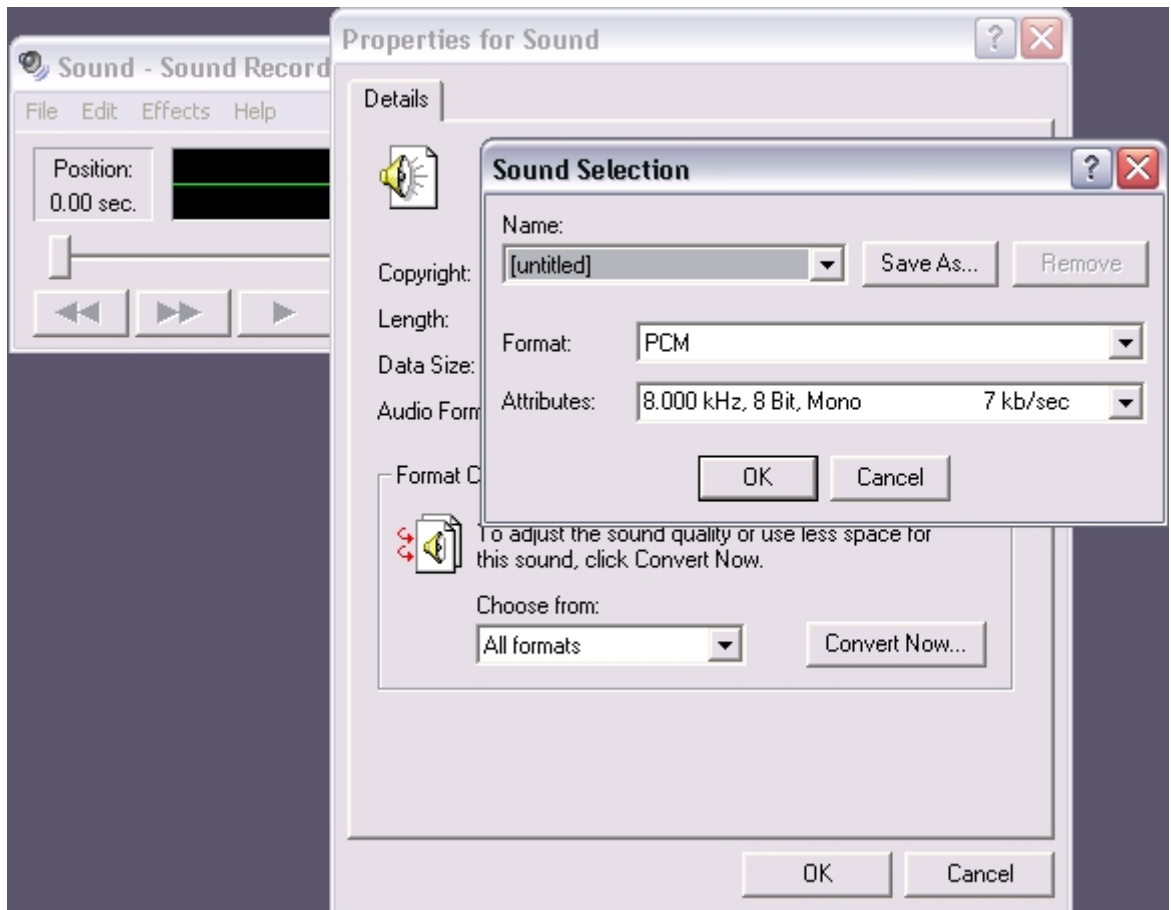 Sound - Sound Record
File Edit Effects Help
Position:
0.00 sec.
Properties for Sound
Details
Copyright:
Length:
Data Size:
Audio Form
Format C
To adjust the sound quality or use less space for
this sound, click Convert Now.
Choose from:
All formats
Convert Now...
OK
Cancel
Sound Selection
Name:
[untitled]
Save As...
Remove
Format:
PCM
Attributes:
8.000 kHz, 8 Bit, Mono 7 kb/sec
OK
Cancel